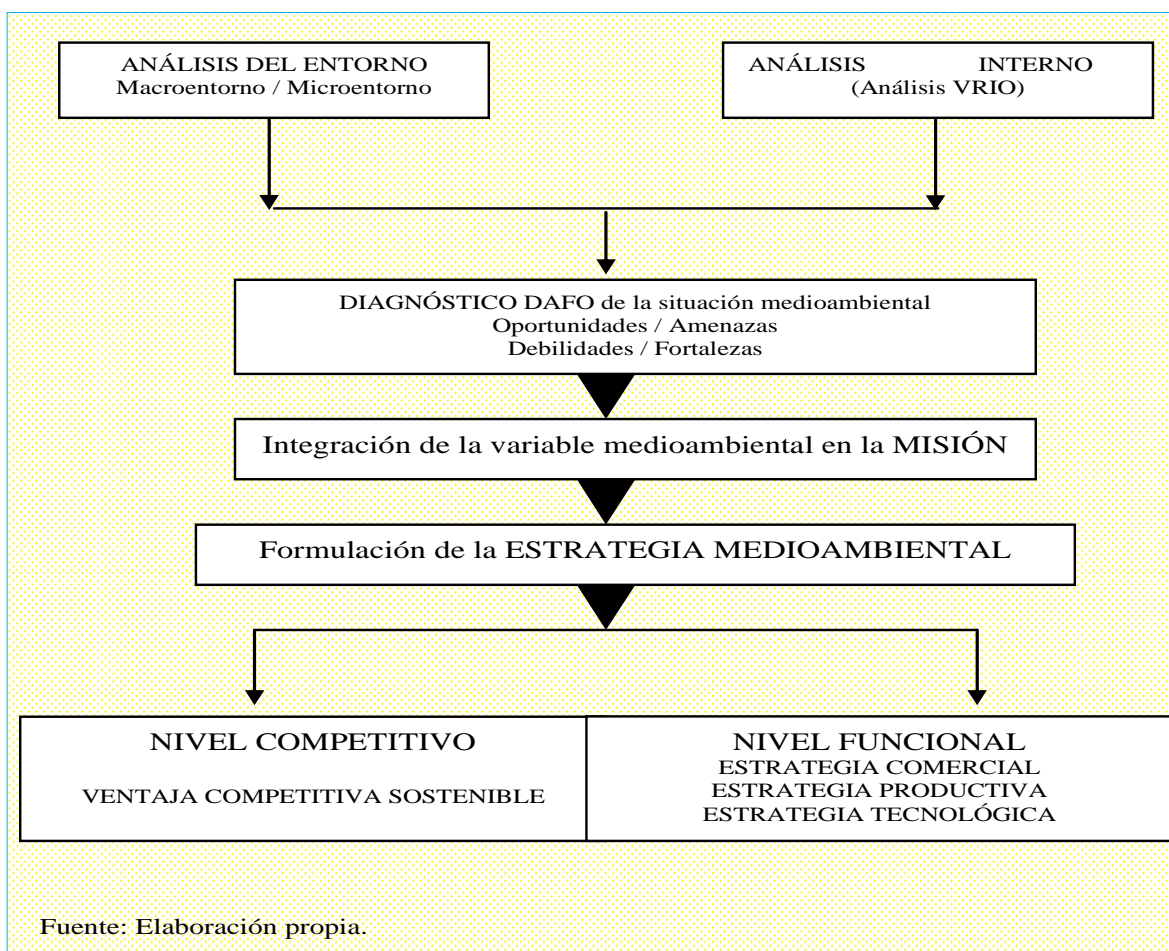 ANÁLISIS DEL ENTORNO
Macroentorno / Microentorno
ANÁLISIS INTERNO
(Análisis VRIO)
DIAGNÓSTICO DAFO de la situación medioambiental
Oportunidades / Amenazas
Debilidades / Fortalezas
Integración de la variable medioambiental en la MISIÓN
Formulación de la ESTRATEGIA MEDIOAMBIENTAL
NIVEL COMPETITIVO
VENTAJA COMPETITIVA SOSTENIBLE
NIVEL FUNCIONAL
ESTRATEGIA COMERCIAL
ESTRATEGIA PRODUCTIVA
ESTRATEGIA TECNOLÓGICA
Fuente: Elaboración propia.